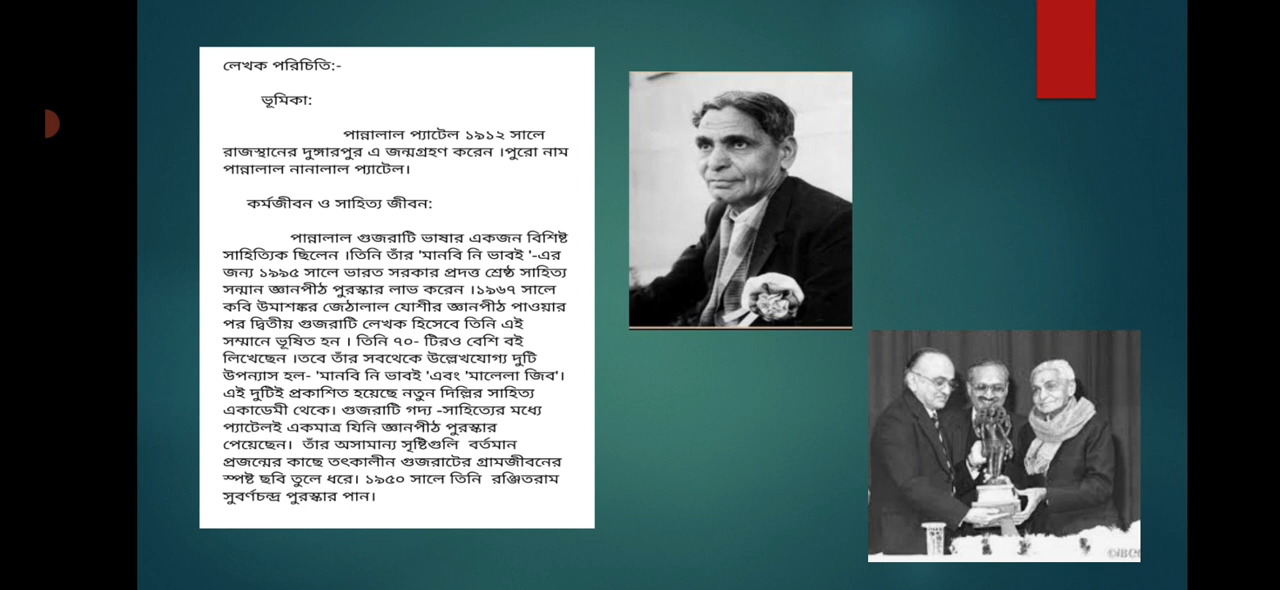 লেখক পরিচিতি:-
ভূমিকা:
পান্নালাল প্যাটেল ১৯১২ সালে
রাজস্থানের দুঙ্গারপুর এ জন্মগ্রহণ করেন ।পুরো নাম
পান্নালাল নানালাল প্যাটেল।
কর্মজীবন ও সাহিত্য জীবন:
পান্নালাল গুজরাটি ভাষার একজন বিশিষ্ট
সাহিত্যিক ছিলেন ।তিনি তাঁর 'মানবি নি ভাবই '-এর
জন্য ১৯৯৫ সালে ভারত সরকার প্রদত্ত শ্রেষ্ঠ সাহিত্য
সন্মান জ্ঞানপীঠ পুরস্কার লাভ করেন ।১৯৬৭ সালে
কবি উমাশঙ্কর জেঠালাল যোশীর জ্ঞানপীঠ পাওয়ার
পর দ্বিতীয় গুজরাটি লেখক হিসেবে তিনি এই
সম্মানে ভূষিত হন । তিনি ৭০- টিরও বেশি বই
লিখেছেন ।তবে তাঁর সবথেকে উল্লেখযোগ্য দুটি
উপন্যাস হল- 'মানবি নি ভাবই 'এবং 'মালেলা জিব'।
এই দুটিই প্রকাশিত হয়েছে নতুন দিল্লির সাহিত্য
একাডেমী থেকে। গুজরাটি গদ্য -সাহিত্যের মধ্যে
প্যাটেলই একমাত্র যিনি জ্ঞানপীঠ পুরস্কার
পেয়েছেন। তাঁর অসামান্য সৃষ্টিগুলি বর্তমান
প্রজন্মের কাছে তৎকালীন গুজরাটের গ্রামজীবনের
স্পষ্ট ছবি তুলে ধরে। ১৯৫০ সালে তিনি রঞ্জিতরাম
সুবর্ণচন্দ্র পুরস্কার পান।